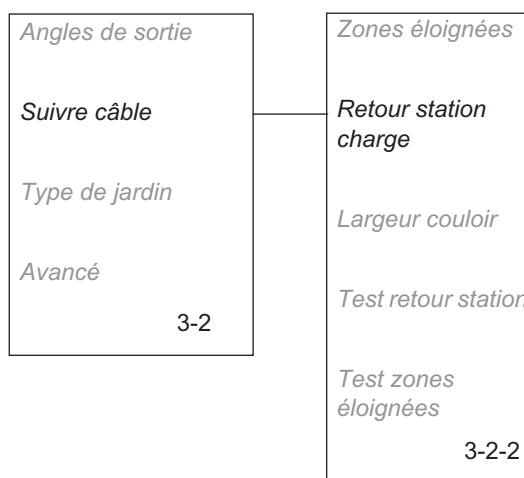 Angles de sortie
Suivre câble
Type de jardin
Avancé
3-2
Zones éloignées
Retour station
charge
Largeur couloir
Test retour station
Test zones
éloignées
3-2-2